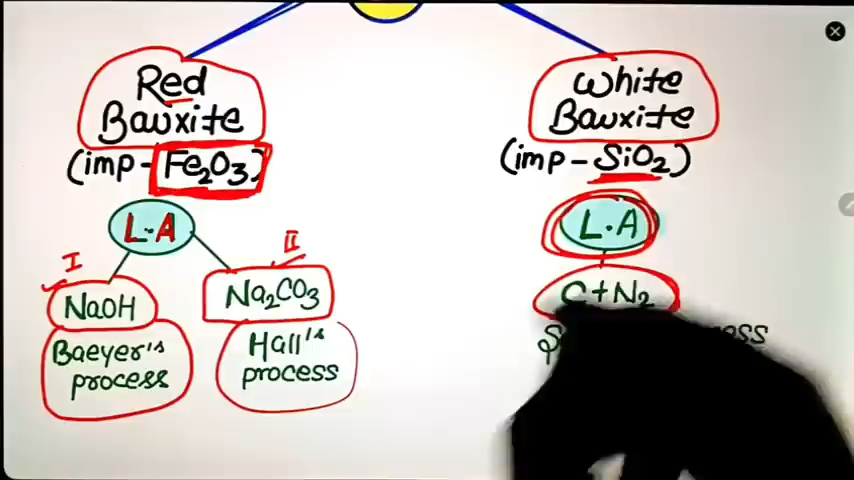 Red
Bauxite
(imp-Fe2O3)
L.A
I
II
NaOH
Na2CO3
Baeyer's
process
Hall's
process
White
Bauxite
(imp-SiO2)
L.A
C+N2